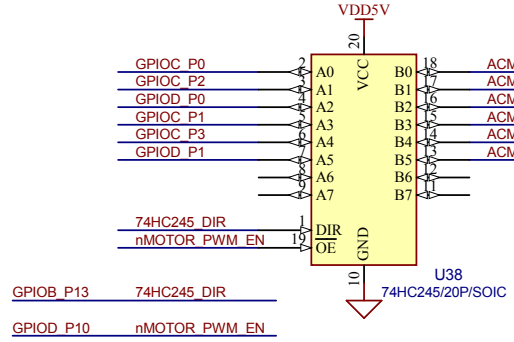 VDD5V
20
VCC
GPIOC_P0 2 A0 B0 18 ACM
GPIOC_P2 3 A1 B1 17 ACM
GPIOD_P0 4 A2 B2 16 ACM
GPIOC_P1 5 A3 B3 15 ACM
GPIOC_P3 6 A4 B4 14 ACM
GPIOD_P1 7 A5 B5 13 ACM
8 A6 B6 12
9 A7 B7 11
74HC245_DIR 1 DIR
nMOTOR_PWM_EN 19 OE
GND
10
U38
74HC245/20P/SOIC
GPIOB_P13 74HC245_DIR
GPIOD_P10 nMOTOR_PWM_EN